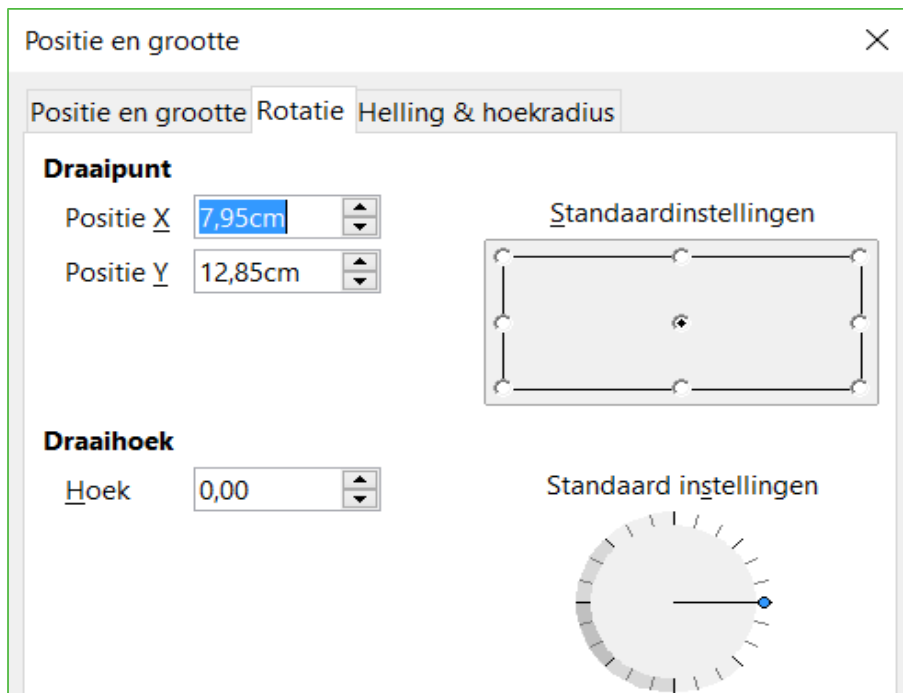 Positie en grootte
Positie en grootte Rotatie Helling & hoekradius
Draaipunt
Positie X 7,95cm
Standaardinstellingen
Positie Y 12,85cm
Draaihoek
Hoek 0,00
Standaard instellingen